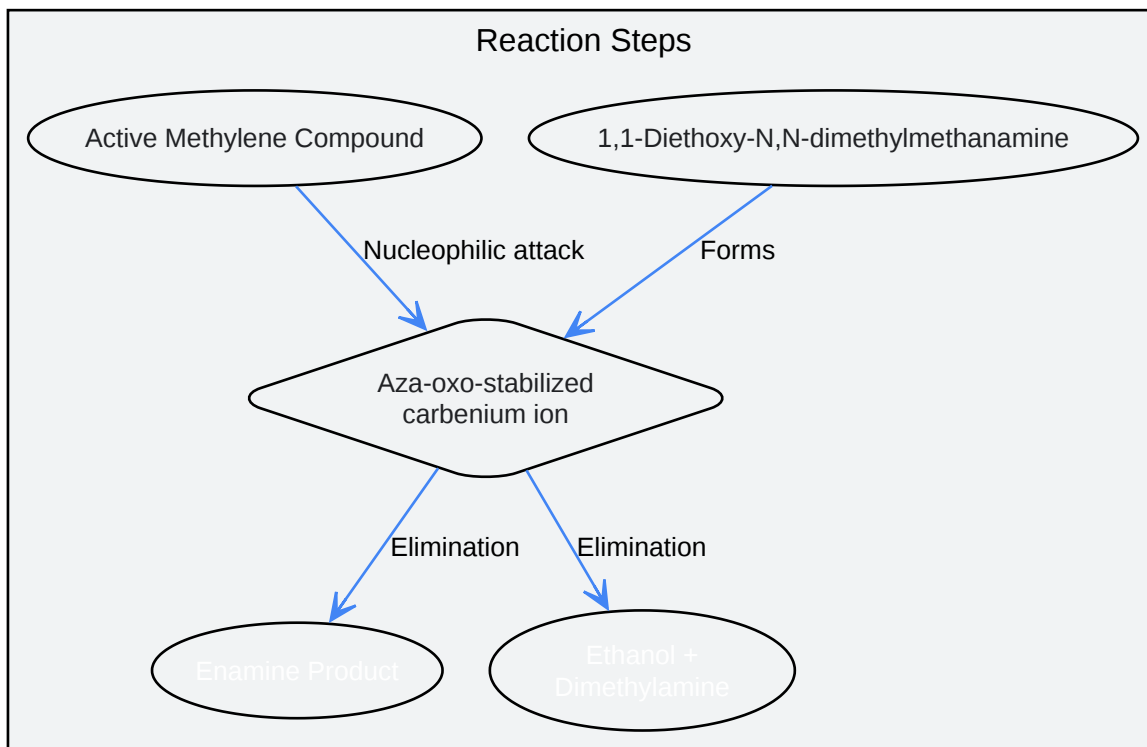 Reaction Steps
Active Methylene Compound
1,1-Diethoxy-N,N-dimethylmethanamine
Nucleophilic attack
Forms
Aza-oxo-stabilized
carbenium ion
Elimination
Elimination
Enamine Product
Ethanol +
Dimethylamine